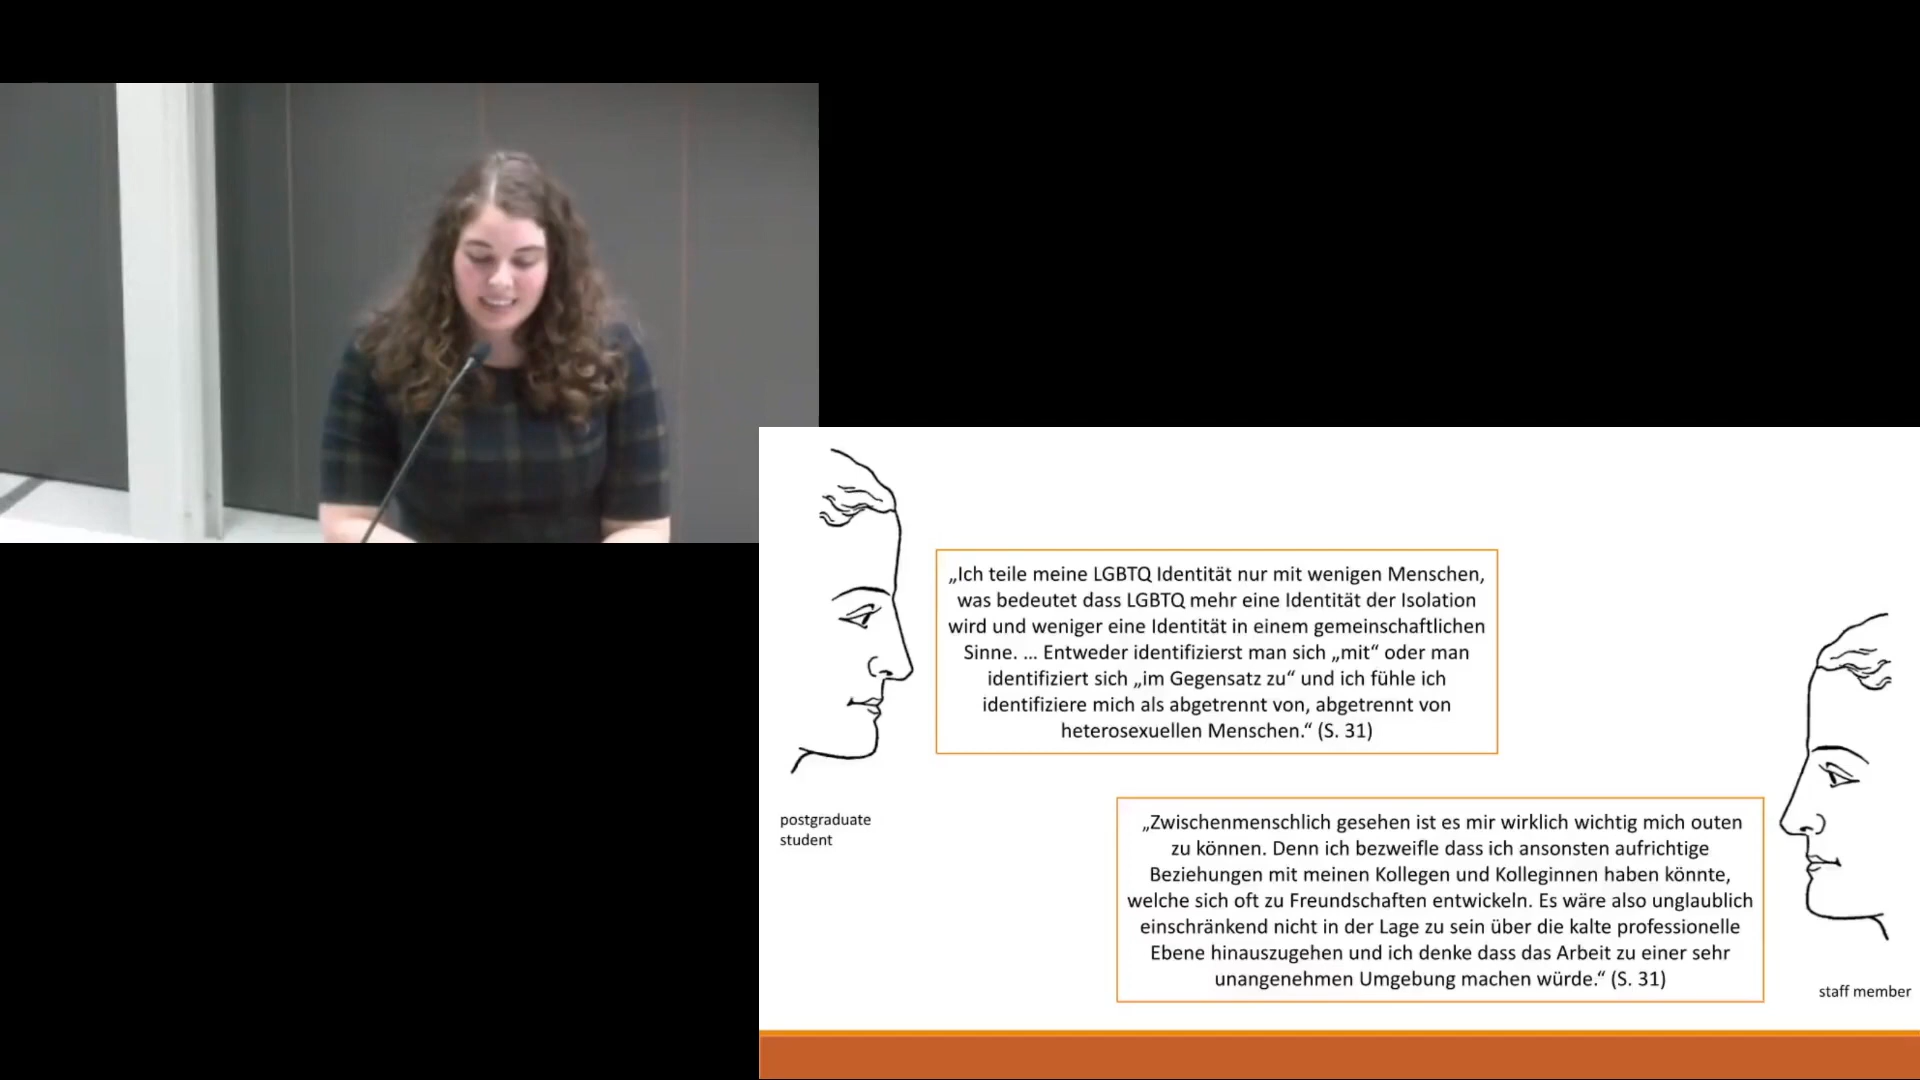 „Ich teile meine LGBTQ Identität nur mit wenigen Menschen,
was bedeutet dass LGBTQ mehr eine Identität der Isolation
wird und weniger eine Identität in einem gemeinschaftlichen
Sinne. ... Entweder identifizierst man sich „mit“ oder man
identifiziert sich „im Gegensatz zu“ und ich fühle ich
identifiziere mich als abgetrennt von, abgetrennt von
heterosexuellen Menschen.“ (S. 31)
postgraduate
student
„Zwischenmenschlich gesehen ist es mir wirklich wichtig mich outen
zu können. Denn ich bezweifle dass ich ansonsten aufrichtige
Beziehungen mit meinen Kollegen und Kolleginnen haben könnte,
welche sich oft zu Freundschaften entwickeln. Es wäre also unglaublich
einschränkend nicht in der Lage zu sein über die kalte professionelle
Ebene hinauszugehen und ich denke dass das Arbeit zu einer sehr
unangenehmen Umgebung machen würde.“ (S. 31)
staff member